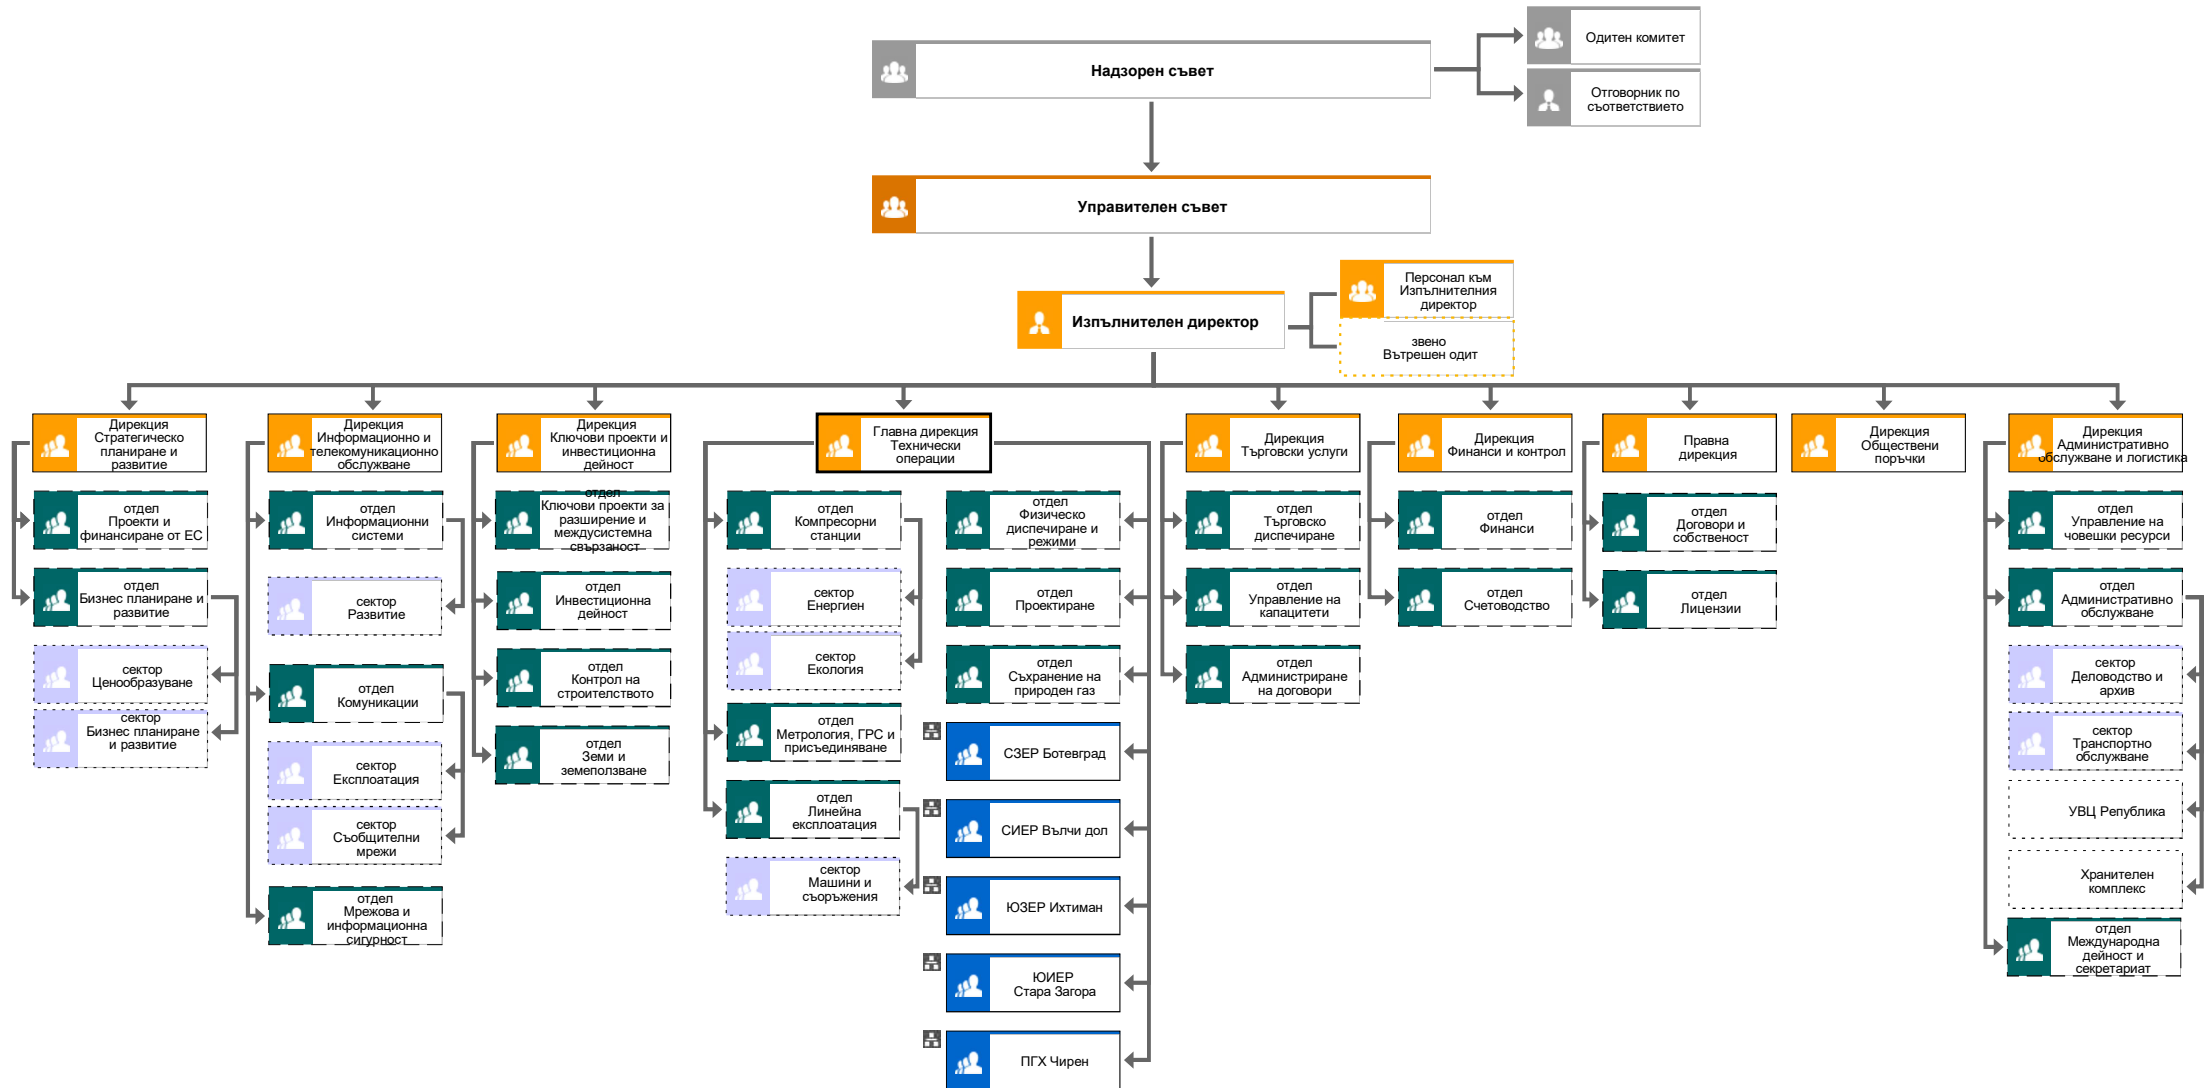 Надзорен съвет
Одитен комитет
Отговорник по
съответствието
Управителен съвет
Изпълнителен директор
Персонал към
Изпълнителния
директор
звено
Вътрешен одит
Дирекция
Стратегическо
планиране и
развитие
отдел
Проекти и
финансиране от ЕС
отдел
Бизнес планиране и
развитие
сектор
Ценообразуване
сектор
Бизнес планиране
и развитие
Дирекция
Информационно и
телекомуникационно
обслужване
отдел
Информационни
системи
сектор
Развитие
отдел
Комуникации
сектор
Експлоатация
сектор
Съобщителни
мрежи
отдел
Мрежова и
информационна
сигурност
Дирекция
Ключови проекти и
инвестиционна
дейност
отдел
Ключови проекти за
разширение и
междусистемна
свързаност
отдел
Инвестиционна
дейност
отдел
Контрол на
строителството
отдел
Земи и
земеползване
Главна дирекция
Технически
операции
отдел
Компресорни
станции
сектор
Енергиен
сектор
Екология
отдел
Метрология, ГРС и
присъединяване
отдел
Линейна
експлоатация
сектор
Машини и
съоръжения
отдел
Физическо
диспечиране и
режими
отдел
Проектиране
отдел
Съхранение на
природен газ
СЗЕР Ботевград
СИЕР Вълчи дол
ЮЗЕР Ихтиман
ЮИЕР
Стара Загора
ПГХ Чирен
Дирекция
Търговски услуги
отдел
Търговско
диспечиране
отдел
Управление на
капацитети
отдел
Администриране
на договори
Дирекция
Финанси и контрол
отдел
Финанси
отдел
Счетоводство
Правна
дирекция
отдел
Договори и
собственост
отдел
Лицензии
Дирекция
Обществени
поръчки
Дирекция
Административно
обслужване и логистика
отдел
Управление на
човешки ресурси
отдел
Административно
обслужване
сектор
Деловодство и
архив
сектор
Транспортно
обслужване
УВЦ Република
Хранителен
комплекс
отдел
Международна
дейност и
секретариат